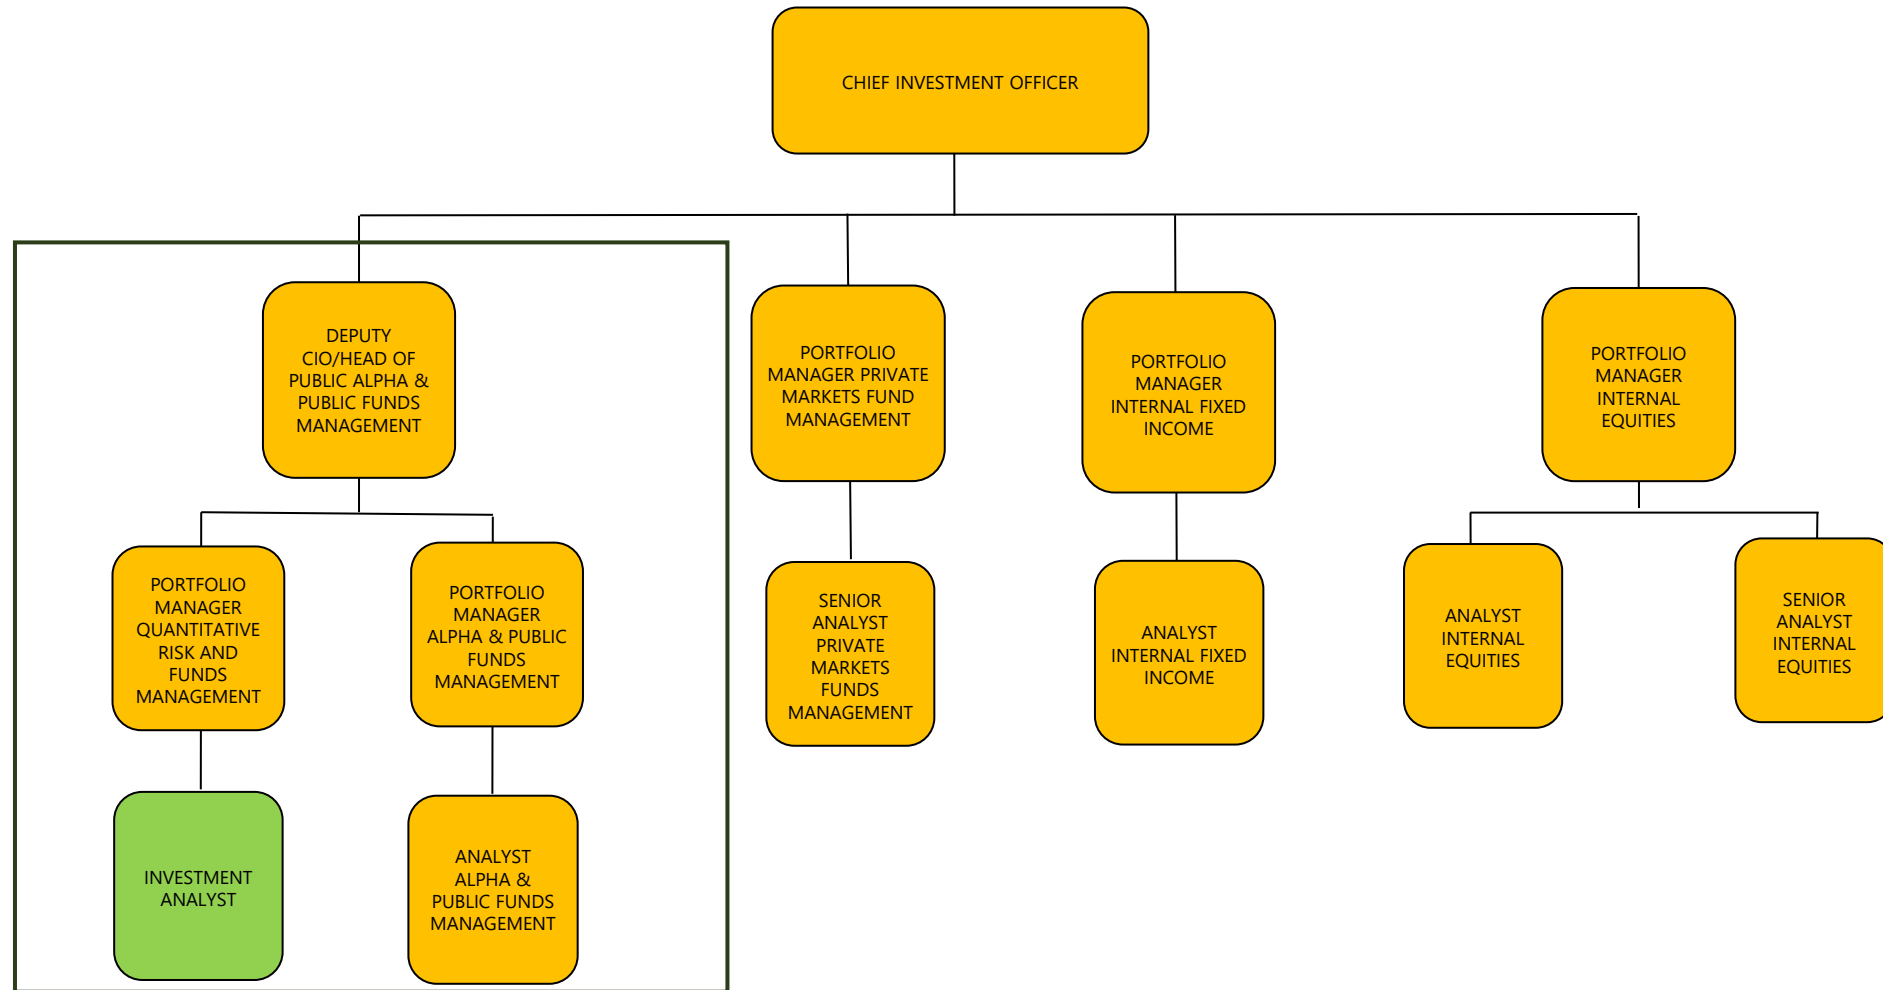 CHIEF INVESTMENT OFFICER
DEPUTY
CIO/HEAD OF
PUBLIC ALPHA &
PUBLIC FUNDS
MANAGEMENT
PORTFOLIO
MANAGER PRIVATE
MARKETS FUND
MANAGEMENT
PORTFOLIO
MANAGER
INTERNAL FIXED
INCOME
PORTFOLIO
MANAGER
INTERNAL
EQUITIES
PORTFOLIO
MANAGER
QUANTITATIVE
RISK AND
FUNDS
MANAGEMENT
PORTFOLIO
MANAGER
ALPHA & PUBLIC
FUNDS
MANAGEMENT
SENIOR
ANALYST
PRIVATE
MARKETS
FUNDS
MANAGEMENT
ANALYST
INTERNAL FIXED
INCOME
ANALYST
INTERNAL
EQUITIES
SENIOR
ANALYST
INTERNAL
EQUITIES
INVESTMENT
ANALYST
ANALYST
ALPHA &
PUBLIC FUNDS
MANAGEMENT